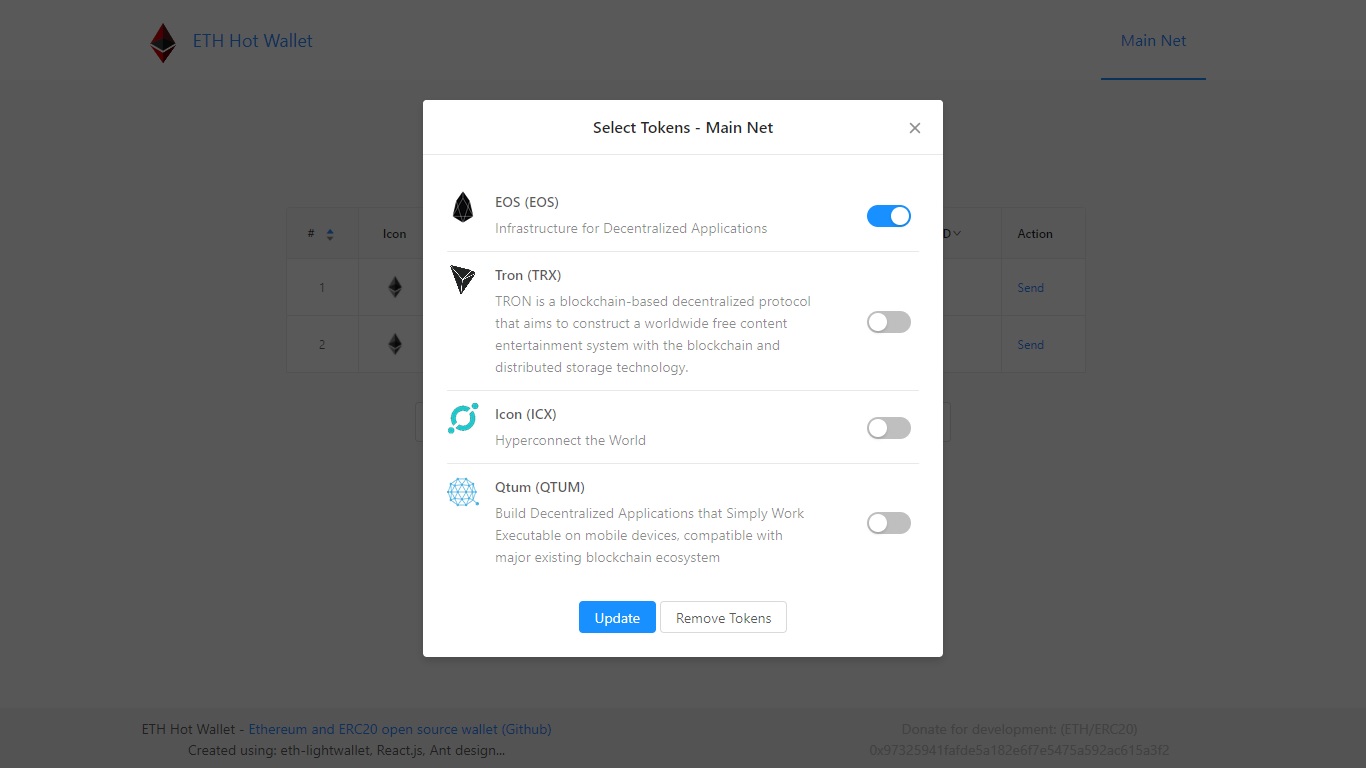 ETH Hot Wallet
Main Net
Select Tokens - Main Net
#
Icon
D
Action
1
Send
2
Send
EOS (EOS)
Infrastructure for Decentralized Applications
Tron (TRX)
TRON is a blockchain-based decentralized protocol
that aims to construct a worldwide free content
entertainment system with the blockchain and
distributed storage technology.
Icon (ICX)
Hyperconnect the World
Qtum (QTUM)
Build Decentralized Applications that Simply Work
Executable on mobile devices, compatible with
major existing blockchain ecosystem
Update
Remove Tokens
ETH Hot Wallet - Ethereum and ERC20 open source wallet (Github)
Created using: eth-lightwallet, React.js, Ant design...
Donate for development: (ETH/ERC20)
0x97325941fafde5a182e6f7e5475a592ac615a3f2